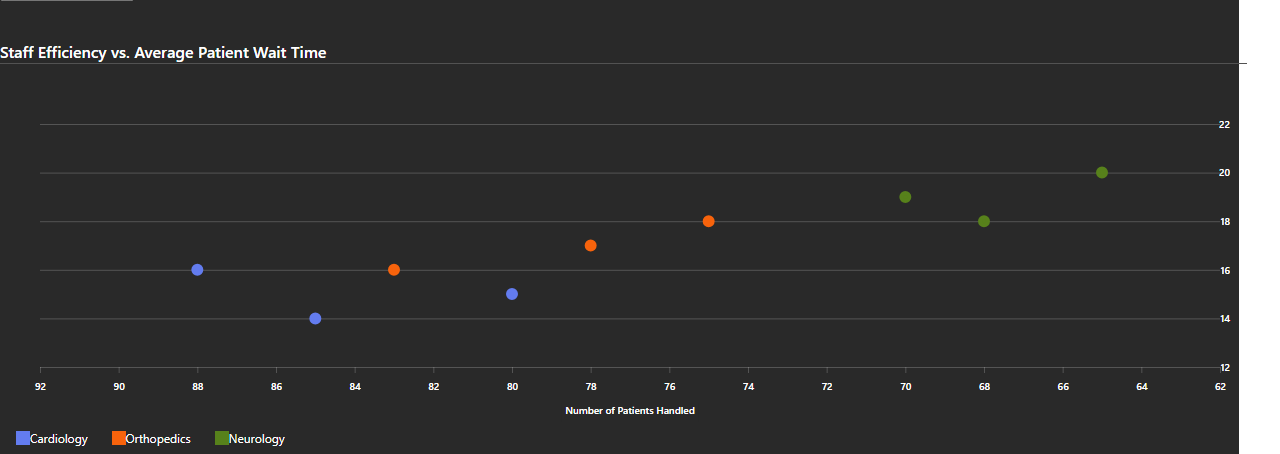 Staff Efficiency vs. Average Patient Wait Time
22
20
18
16
14
12
92 90 88 86 84 82 80 78 76 74 72 70 68 66 64 62
Number of Patients Handled
Cardiology Orthopedics Neurology